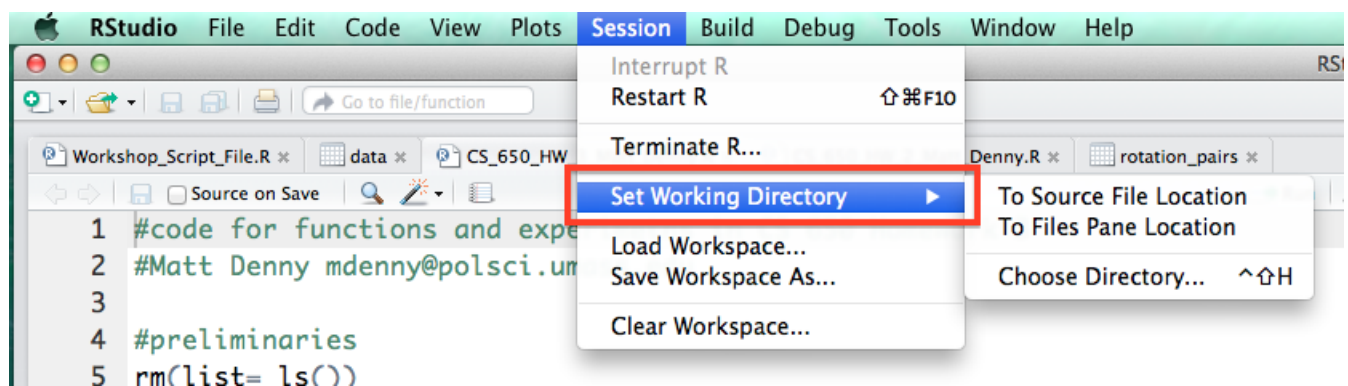 RStudio File Edit Code View Plots Session Build Debug Tools Window Help
Interrupt R
Restart R ⇧⌘F10
Terminate R...
Set Working Directory ▶
Load Workspace...
Save Workspace As...
Clear Workspace...
To Source File Location
To Files Pane Location
Choose Directory... ^⇧H
RSt
Go to file/function
Workshop_Script_File.R × data × CS_650_HW Denny.R × rotation_pairs ×
Source on Save
1 #code for functions and expe
2 #Matt Denny mdenny@polsci.um
3
4 #preliminaries
5 rm(list= ls())